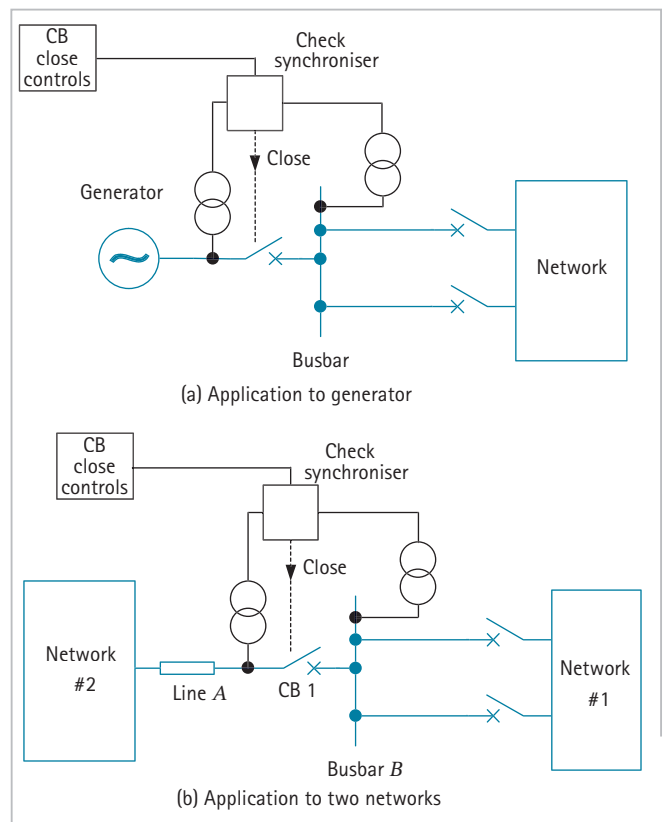 CB
close
controls
Check
synchroniser
Close
Generator
Network
Busbar
(a) Application to generator
CB
close
controls
Check
synchroniser
Close
Network
#2
Line A
CB 1
Network
#1
Busbar B
(b) Application to two networks